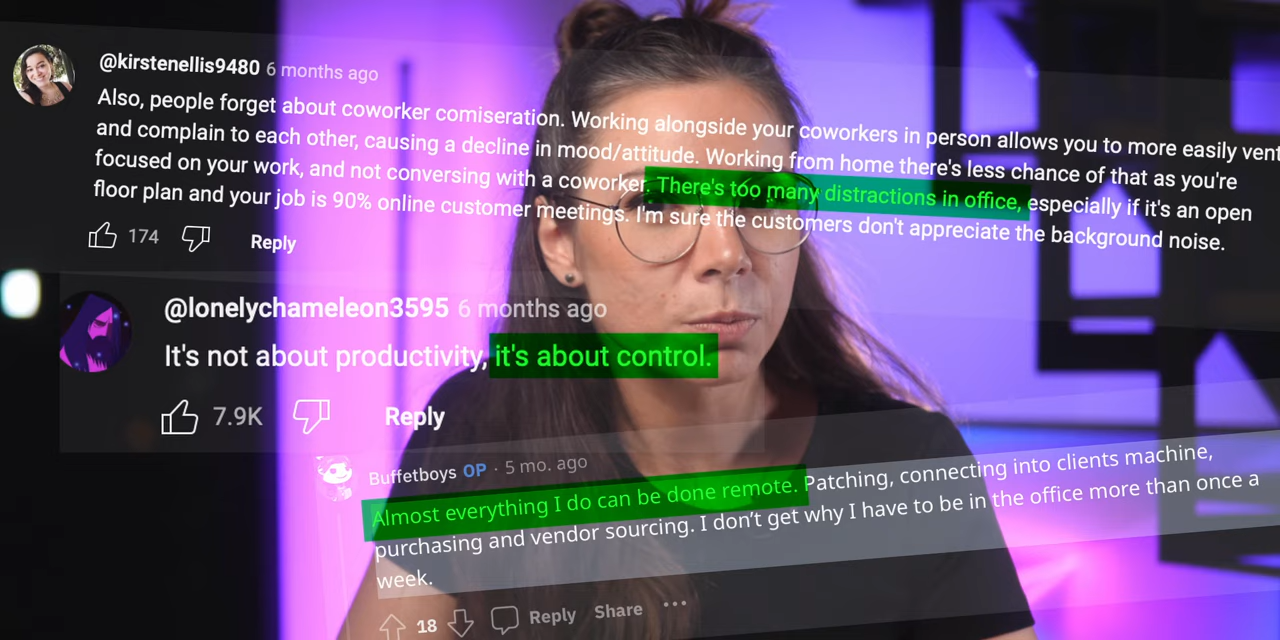 @kirstenellis9480 6 months ago
Also, people forget about coworker comiseration. Working alongside your coworkers in person allows you to more easily vent
and complain to each other, causing a decline in mood/attitude. Working from home there's less chance of that as you're
focused on your work, and not conversing with a coworker. There's too many distractions in office, especially if it's an open
floor plan and your job is 90% online customer meetings. I'm sure the customers don't appreciate the background noise.
174 Reply
@lonelychameleon3595 6 months ago
It's not about productivity, it's about control.
7.9K Reply
Buffetboys OP · 5 mo. ago
Almost everything I do can be done remote. Patching, connecting into clients machine,
purchasing and vendor sourcing. I don't get why I have to be in the office more than once a
week.
18 Reply Share ...